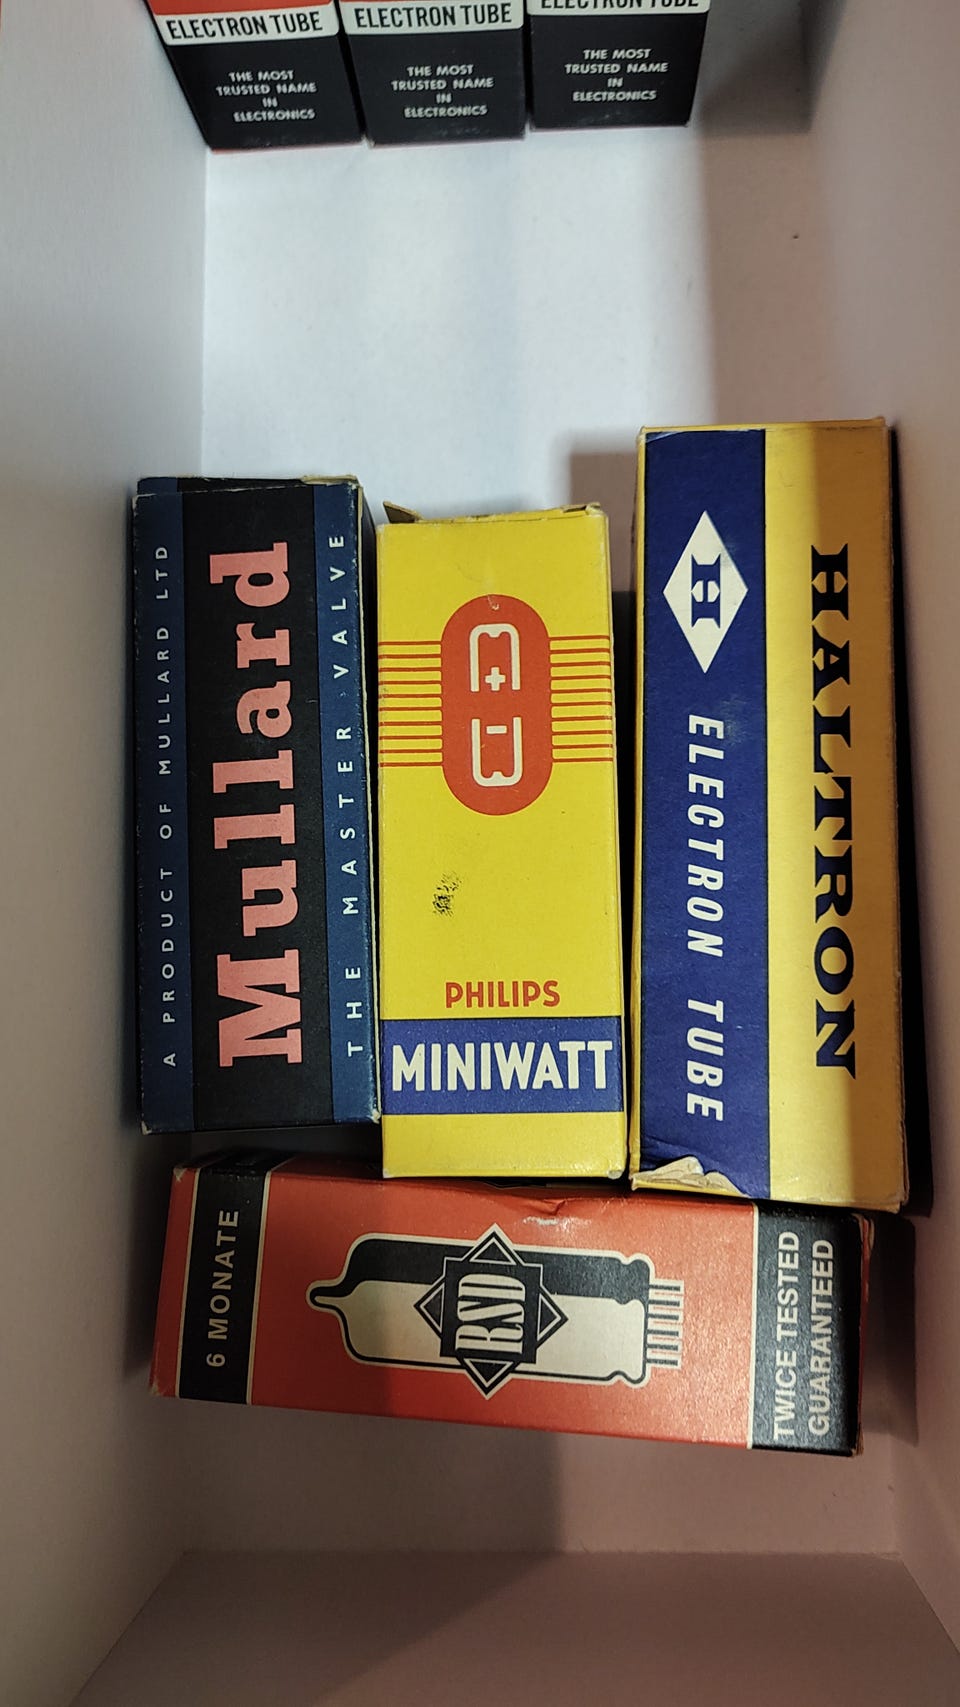 ELECTRON TUBE
THE MOST
TRUSTED NAME
IN
ELECTRONICS
ELECTRON TUBE
THE MOST
TRUSTED NAME
IN
ELECTRONICS
ELECTRON TUBE
THE MOST
TRUSTED NAME
IN
ELECTRONICS
A PRODUCT OF MULLARD LTD
Mullard
THE MASTER VALVE
PHILIPS
MINIWATT
H
ELECTRON TUBE
HALTRON
6 MONATE
RSD
TWICE TESTED
GUARANTEED